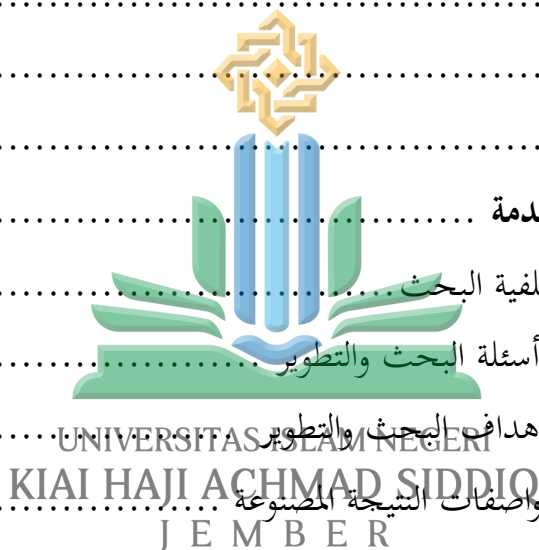 دمة ........................
لفية البحث ........................
أسئلة البحث والتطوير ........................
هداف البحث والتطوير ........................
UNIVERSITAS ISLAM NEGERI
واصفات النتيجة المصنوعة ........................
KIAI HAJI ACHMAD SIDDIQ
JEMBER